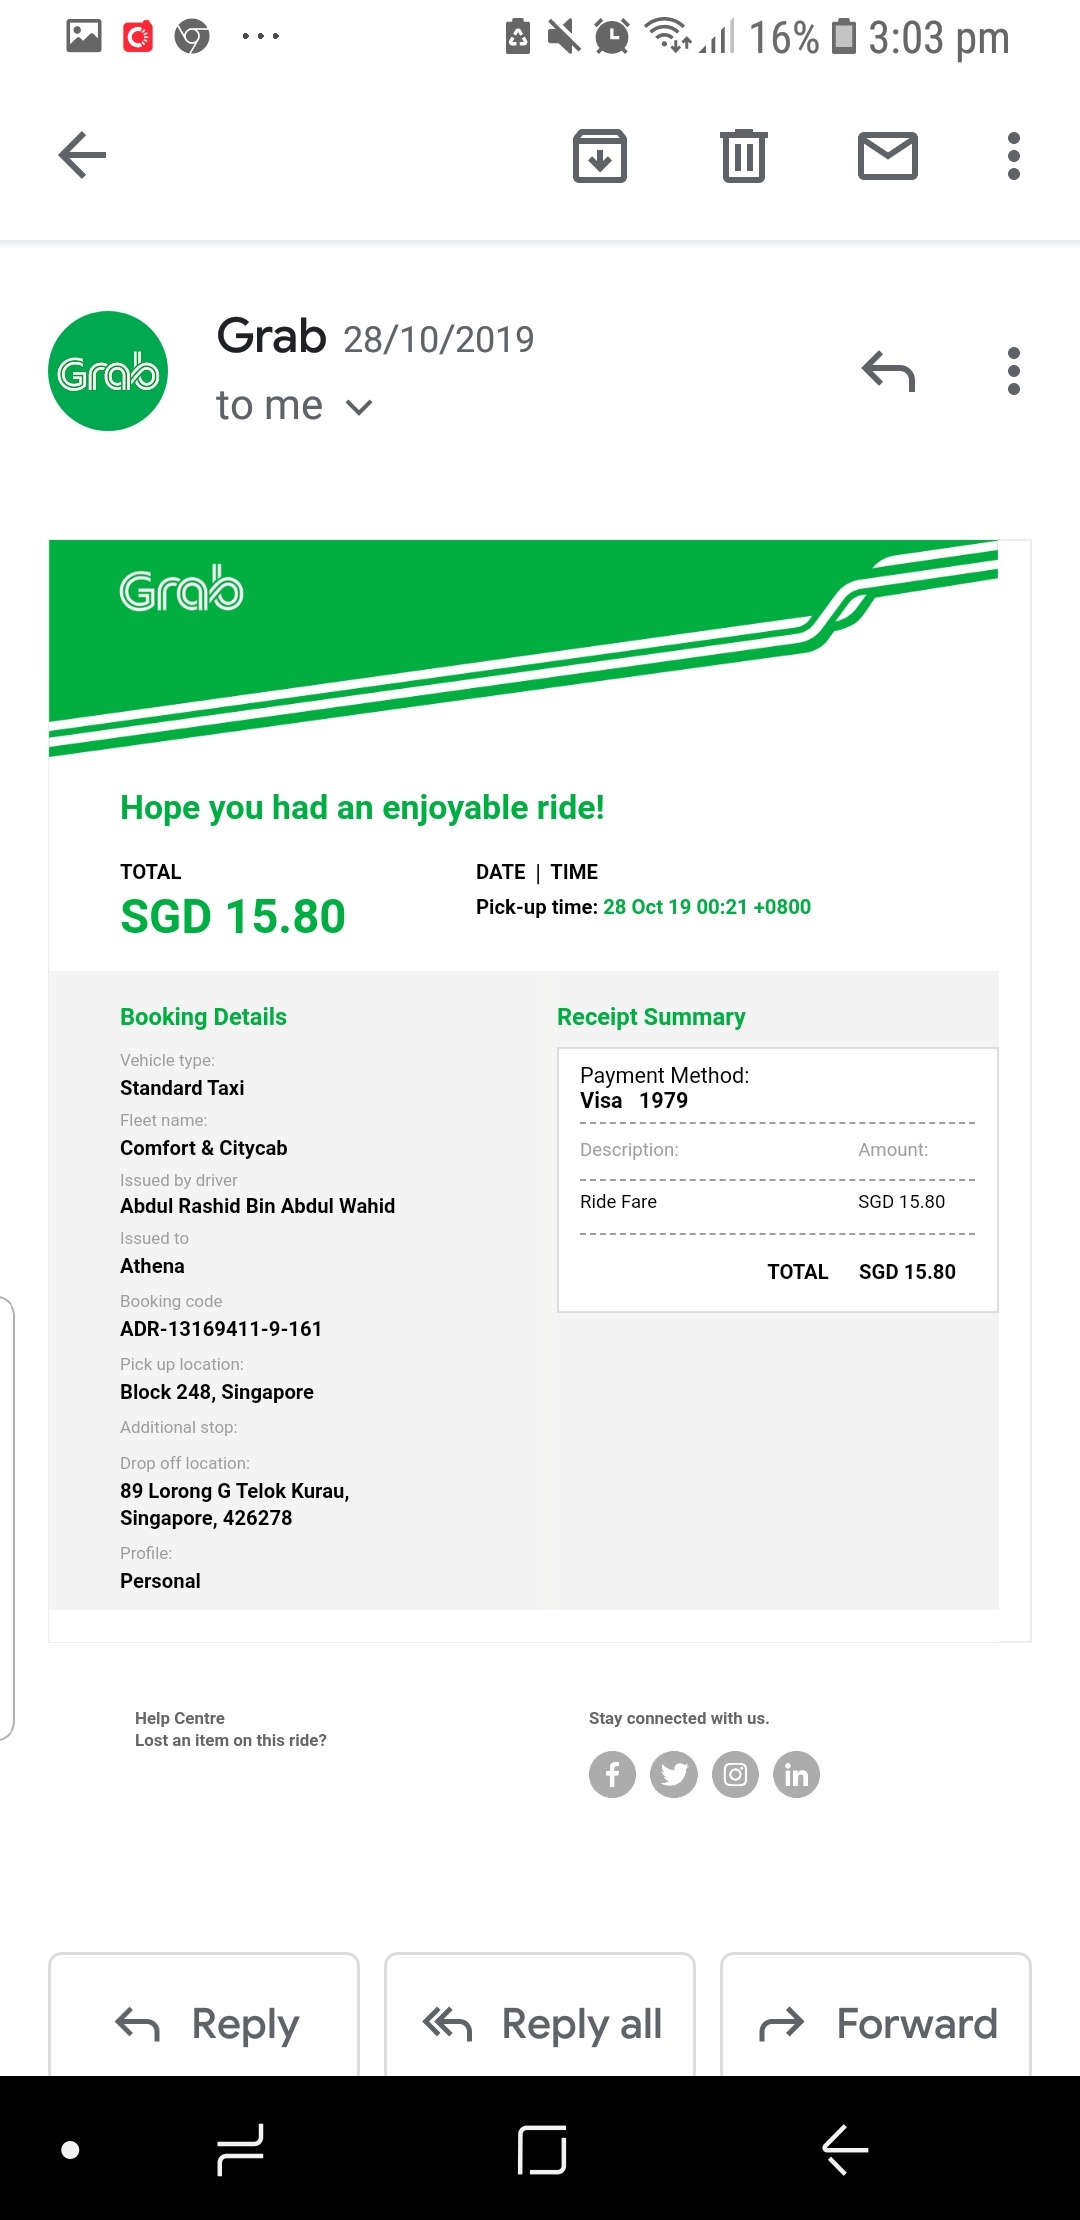 16% 3:03 pm
Grab 28/10/2019
Grab
to me
Grab
Hope you had an enjoyable ride!
TOTAL
SGD 15.80
DATE | TIME
Pick-up time: 28 Oct 19 00:21 +0800
Booking Details
Vehicle type:
Standard Taxi
Fleet name:
Comfort & Citycab
Issued by driver
Abdul Rashid Bin Abdul Wahid
Issued to
Athena
Booking code
ADR-13169411-9-161
Pick up location:
Block 248, Singapore
Additional stop:
Drop off location:
89 Lorong G Telok Kurau,
Singapore, 426278
Profile:
Personal
Receipt Summary
Payment Method:
Visa 1979
Description: Amount:
Ride Fare SGD 15.80
TOTAL SGD 15.80
Help Centre
Lost an item on this ride?
Stay connected with us.
Reply Reply all Forward